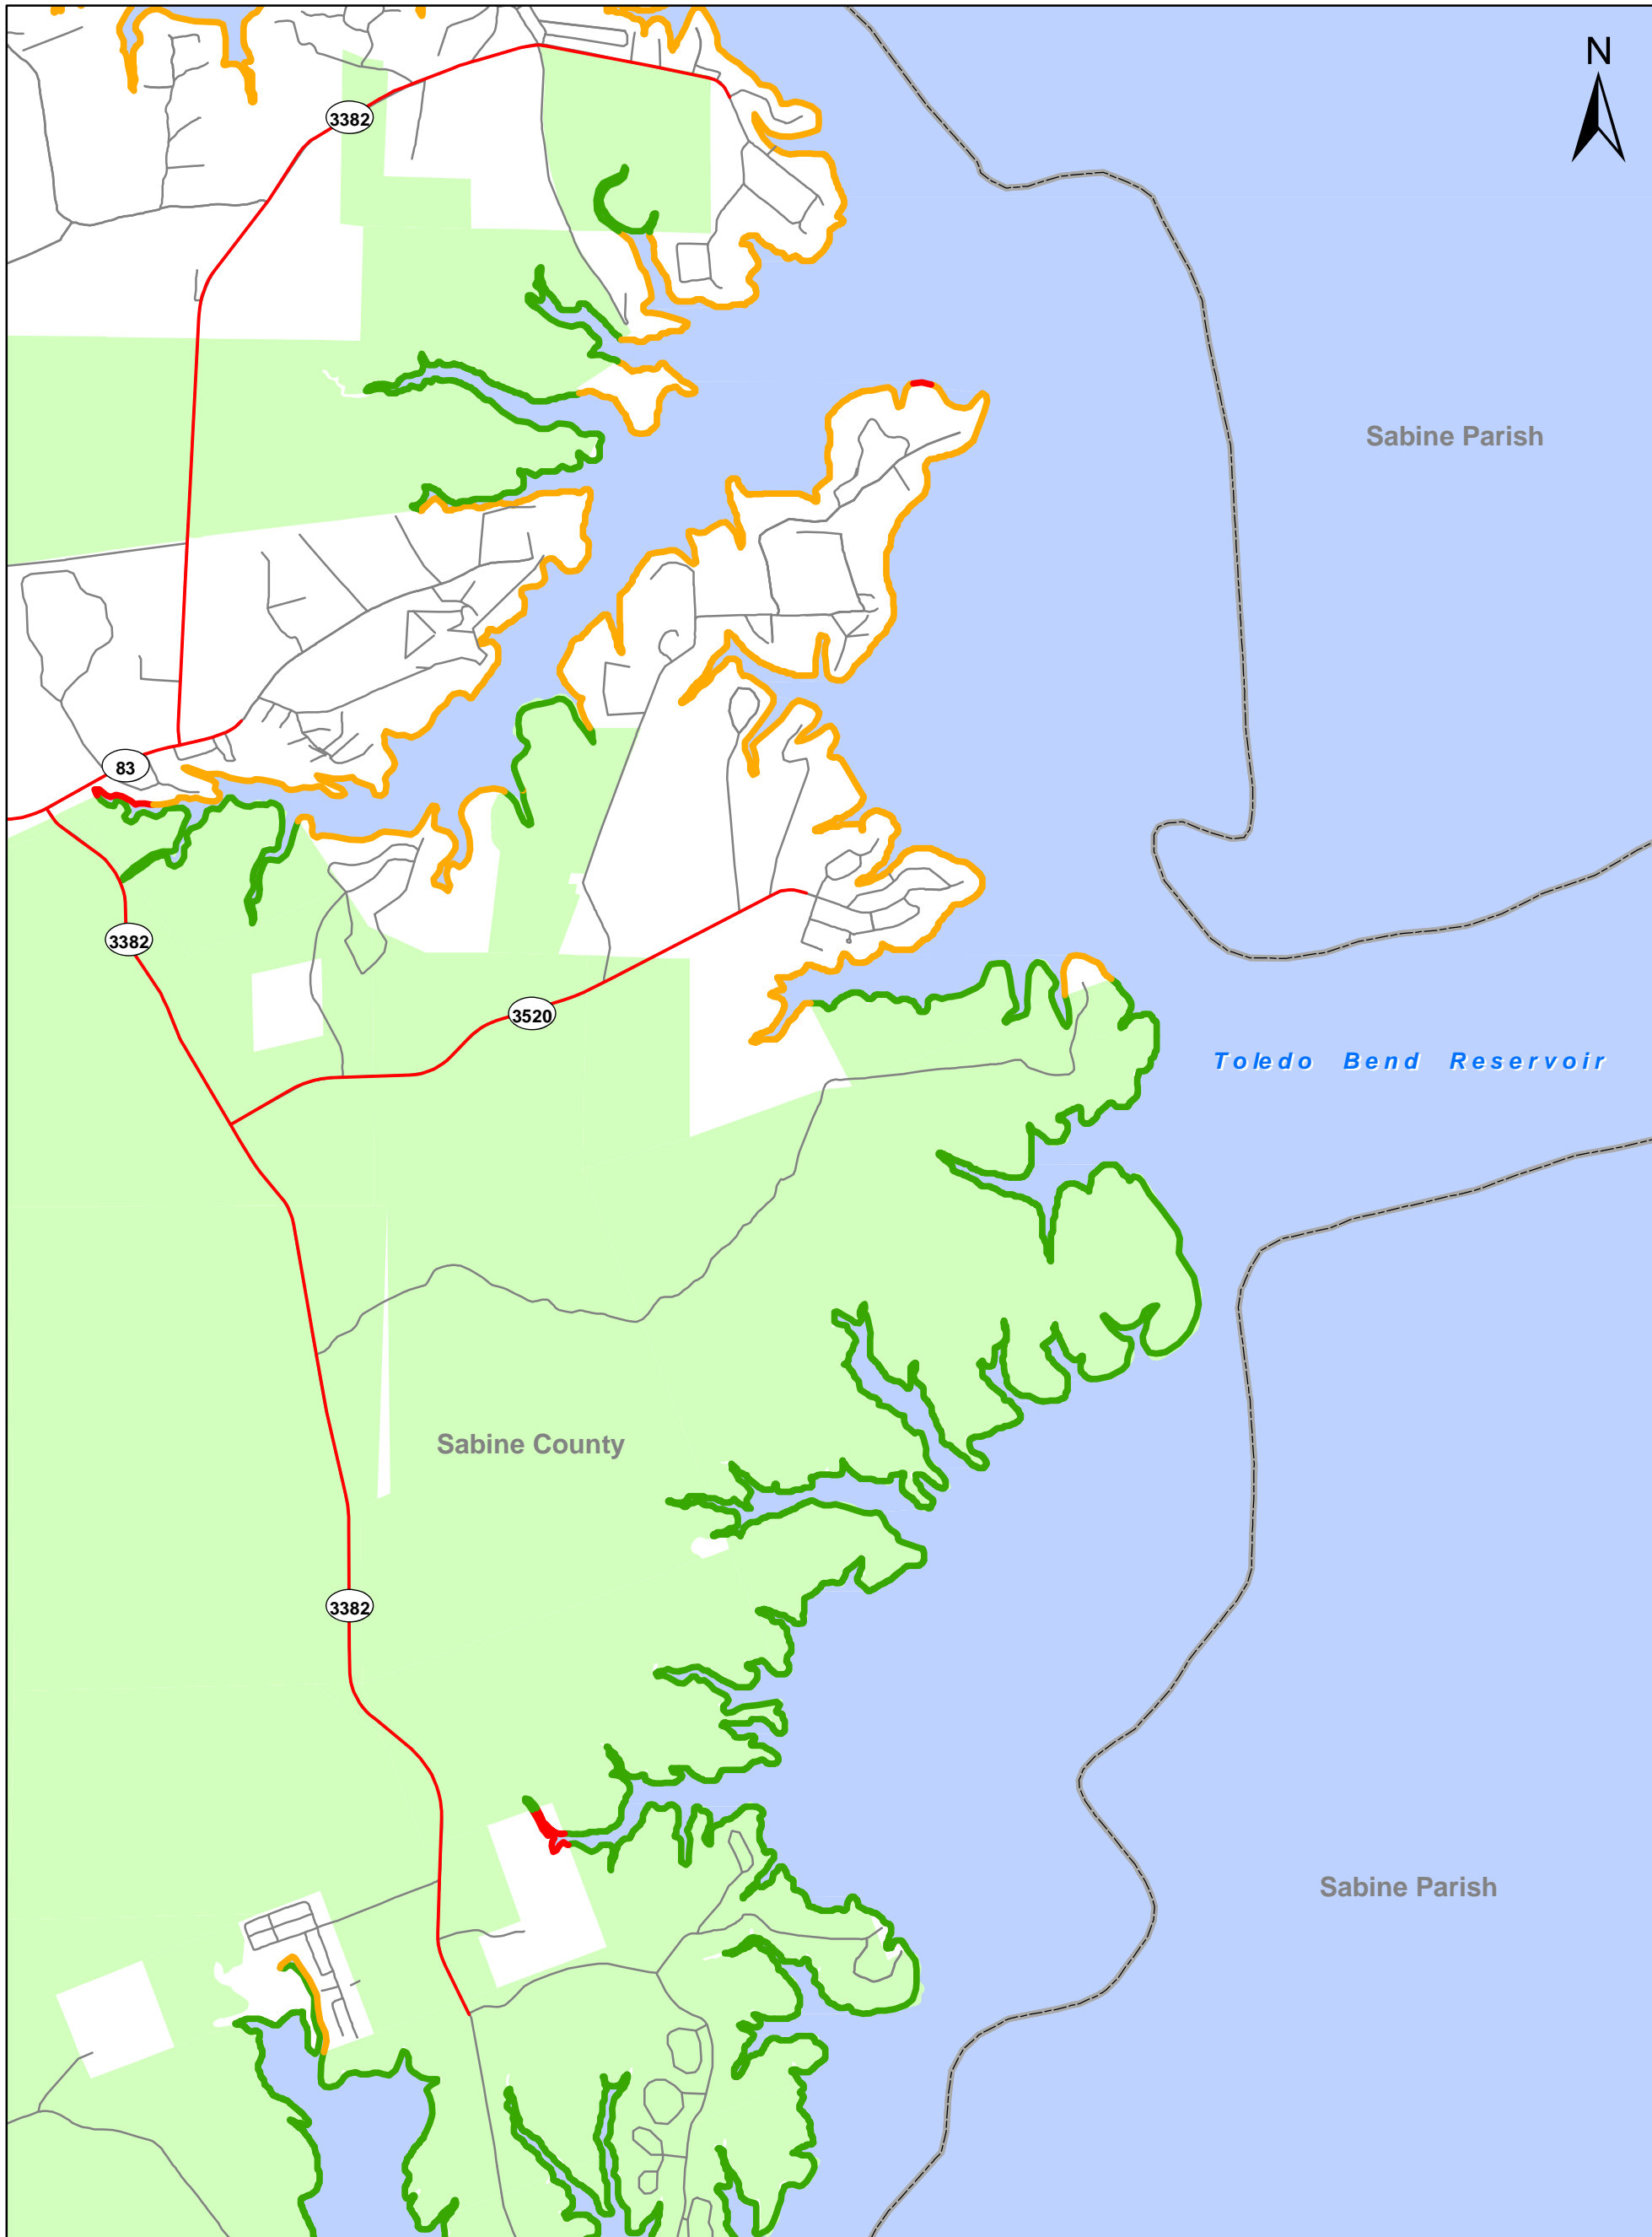 N
3382
Sabine Parish
83
3382
3520
Toledo Bend Reservoir
Sabine County
3382
Sabine Parish